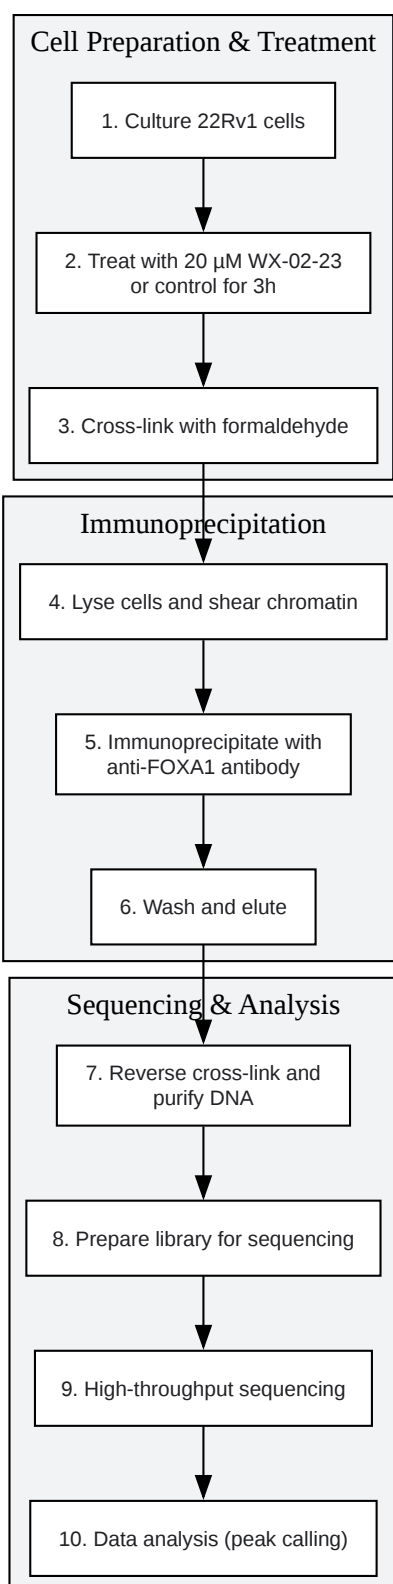 Cell Preparation & Treatment
1. Culture 22Rv1 cells
2. Treat with 20 µM WX-02-23
or control for 3h
3. Cross-link with formaldehyde
Immunoprecipitation
4. Lyse cells and shear chromatin
5. Immunoprecipitate with
anti-FOXA1 antibody
6. Wash and elute
Sequencing & Analysis
7. Reverse cross-link and
purify DNA
8. Prepare library for sequencing
9. High-throughput sequencing
10. Data analysis (peak calling)